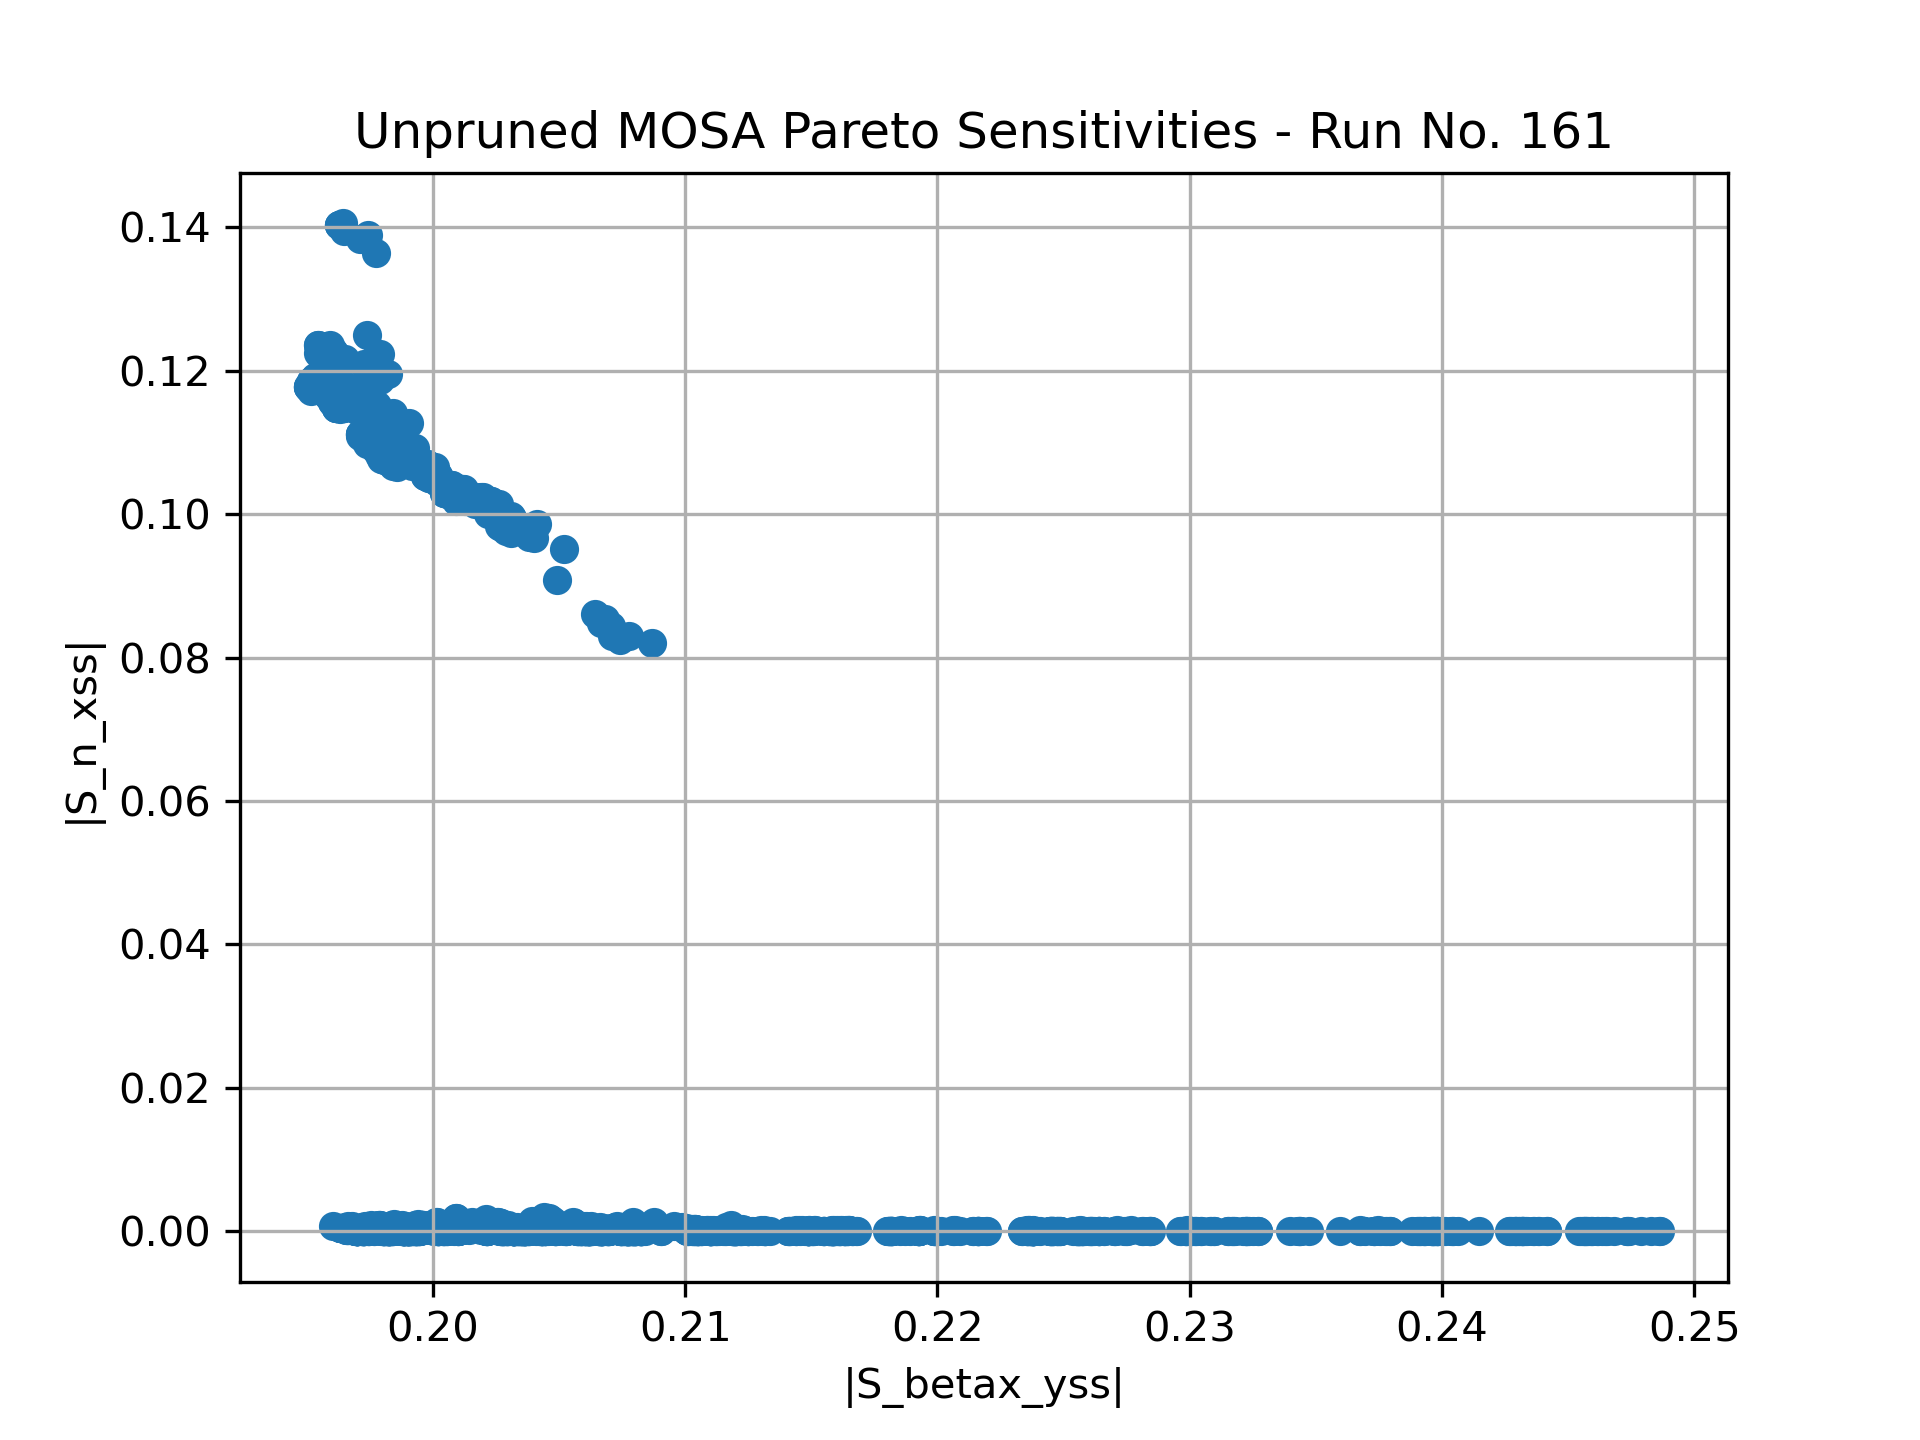 Unpruned MOSA Pareto Sensitivities - Run No. 161
|S_n_xss|
0.14
0.12
0.10
0.08
0.06
0.04
0.02
0.00
0.20 0.21 0.22 0.23 0.24 0.25
|S_betax_yss|